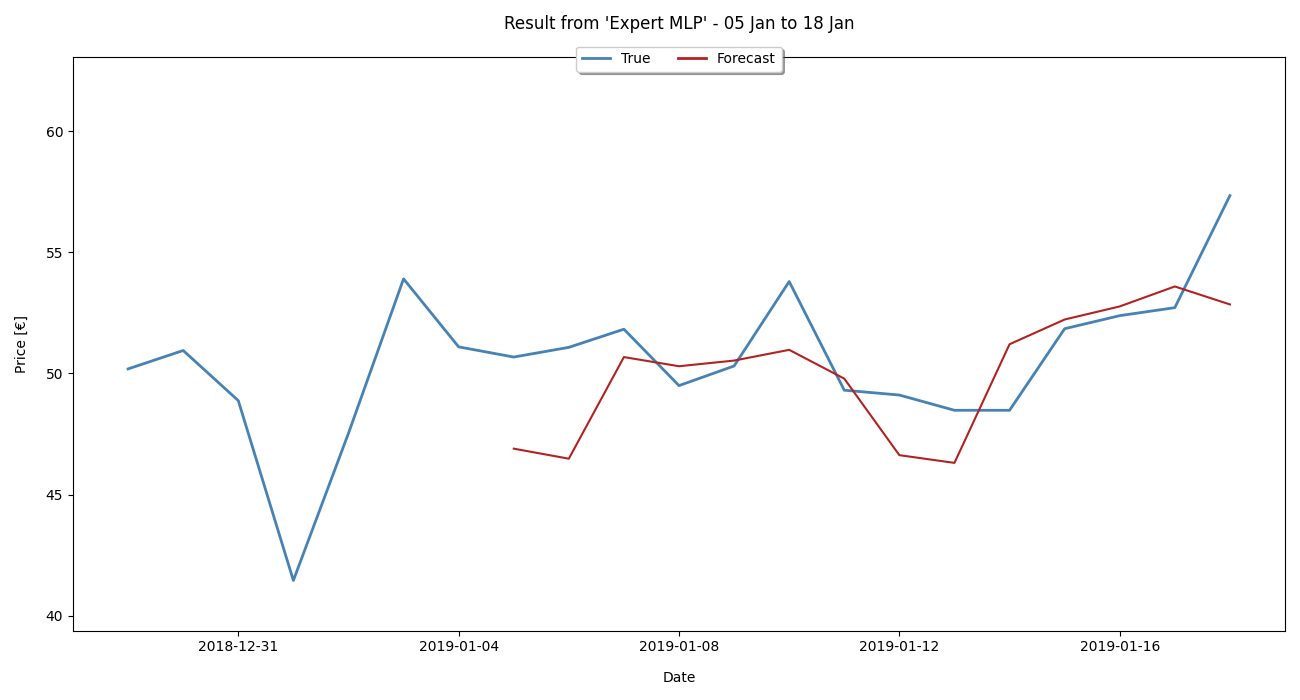 Result from 'Expert MLP' - 05 Jan to 18 Jan
True Forecast
Price [€]
60
55
50
45
40
2018-12-31 2019-01-04 2019-01-08 2019-01-12 2019-01-16
Date